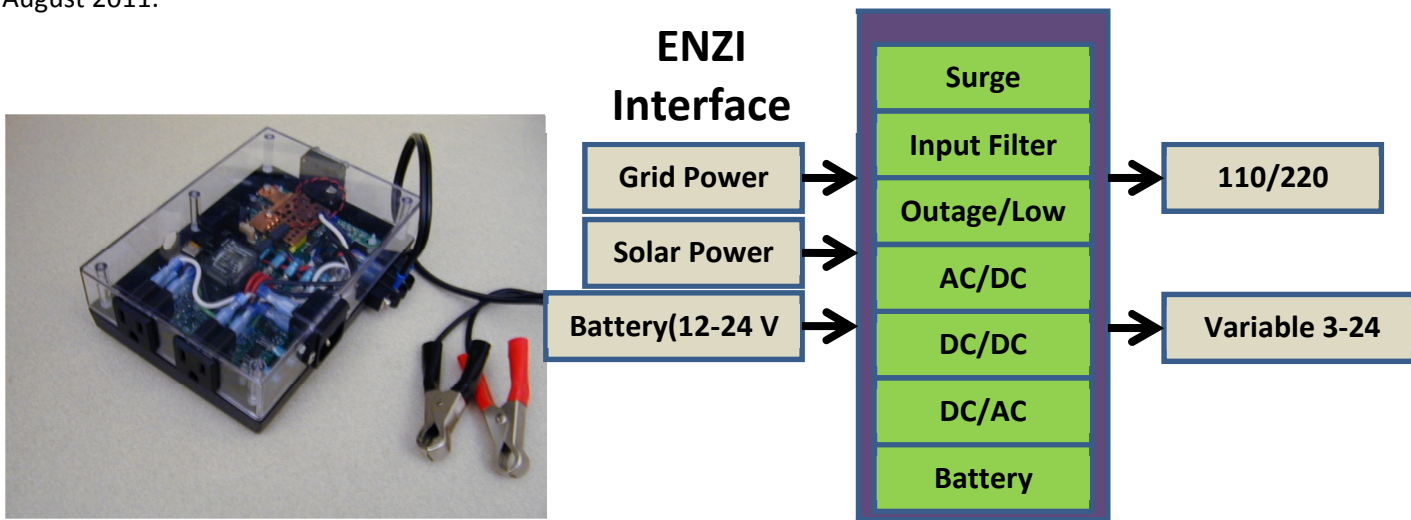 August 2011.
ENZI
Interface
Grid Power
Solar Power
Battery(12-24 V
Surge
Input Filter
Outage/Low
AC/DC
DC/DC
DC/AC
Battery
110/220
Variable 3-24